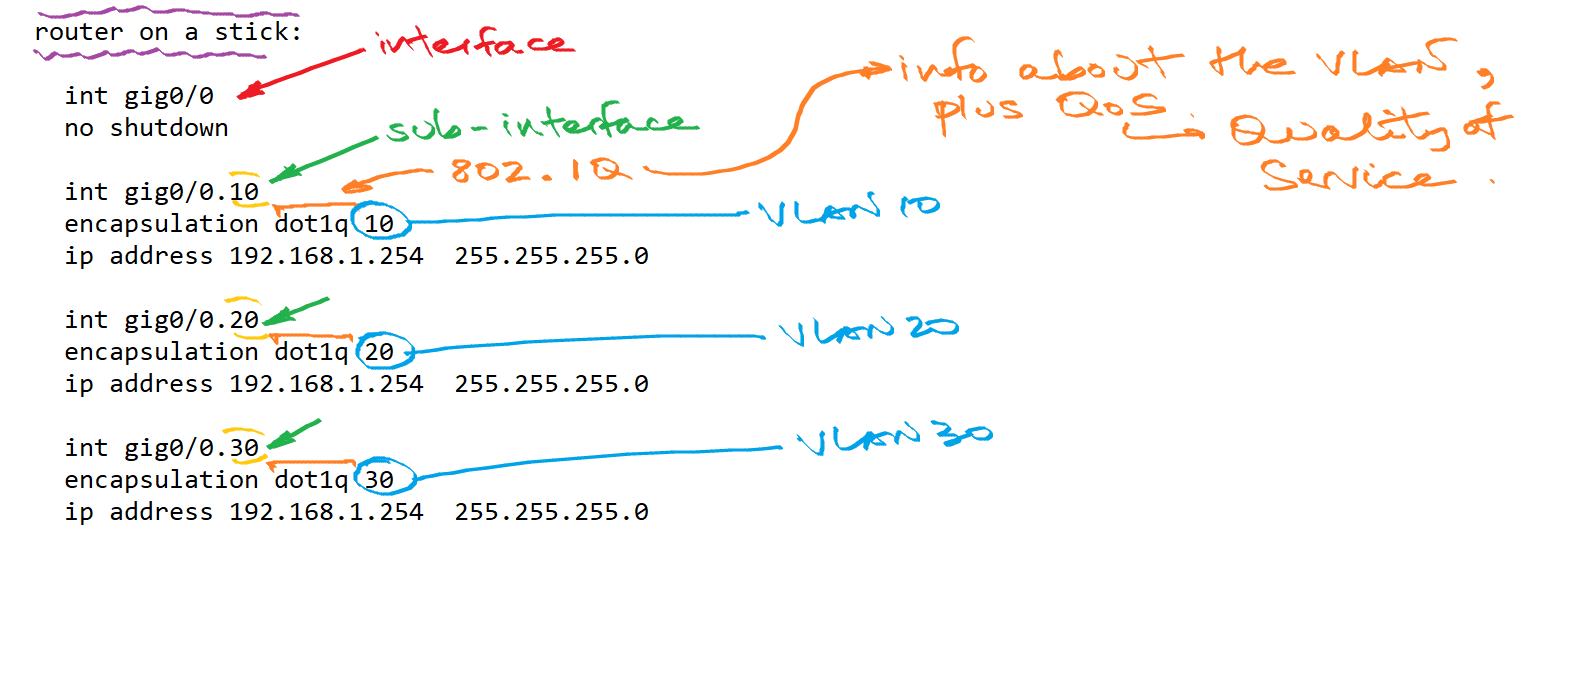 router on a stick:
interface
info about the VLAN,
int gig0/0
plus QoS Quality of
no shutdown
sub-interface
802.1Q
Service.
int gig0/0.10
encapsulation dot1q 10
VLAN 10
ip address 192.168.1.254 255.255.255.0
int gig0/0.20
VLAN 20
encapsulation dot1q 20
ip address 192.168.1.254 255.255.255.0
int gig0/0.30
VLAN 30
encapsulation dot1q 30
ip address 192.168.1.254 255.255.255.0